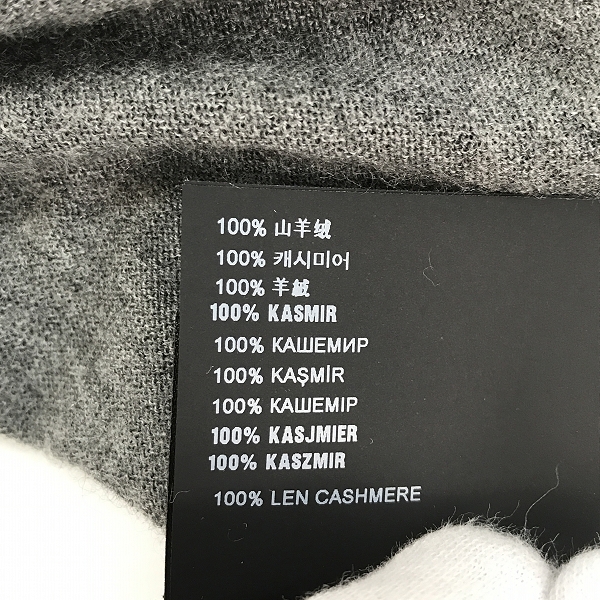 100% 山羊绒
100% 캐시미어
100% 羊絨
100% KASMIR
100% КАШЕМИР
100% KAŞMİR
100% КАШЕМІР
100% KASJMIER
100% KASZMIR
100% LEN CASHMERE